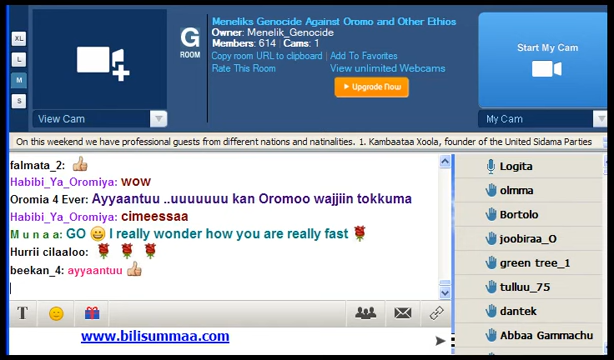 XL
L
M
S
View Cam
G
ROOM
Meneliks Genocide Against Oromo and Other Ethios
Owner: Menelik_Genocide
Members: 614 | Cams: 1
Copy room URL to clipboard | Add To Favorites
Rate This Room
View unlimited Webcams
Upgrade Now
Start My Cam
My Cam
On this weekend we have professional guests from different nations and natinalities. 1. Kambaataa Xoola, founder of the United Sidama Parties
falmata_2:
Habibi_Ya_Oromiya: wow
Oromia 4 Ever: Ayyaantuu ..uuuuuuu kan Oromoo wajjiin tokkuma
Habibi_Ya_Oromiya: cimeessaa
M u n a a: GO I really wonder how you are really fast
Hurrii cilaaloo:
beekan_4: ayyaantuu
T
www.bilisummaa.com
Logita
olmma
Bortolo
joobiraa_O
green tree_1
tulluu_75
dantek
Abbaa Gammachu